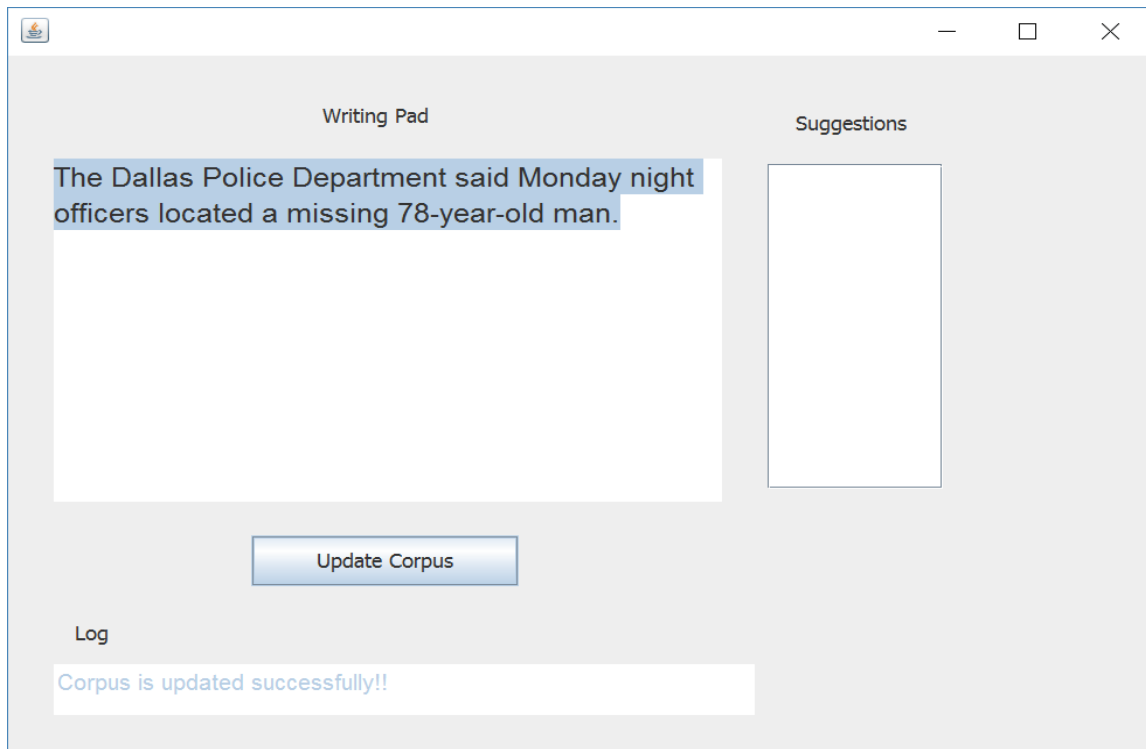 Writing Pad
Suggestions
The Dallas Police Department said Monday night
officers located a missing 78-year-old man.
Update Corpus
Log
Corpus is updated successfully!!